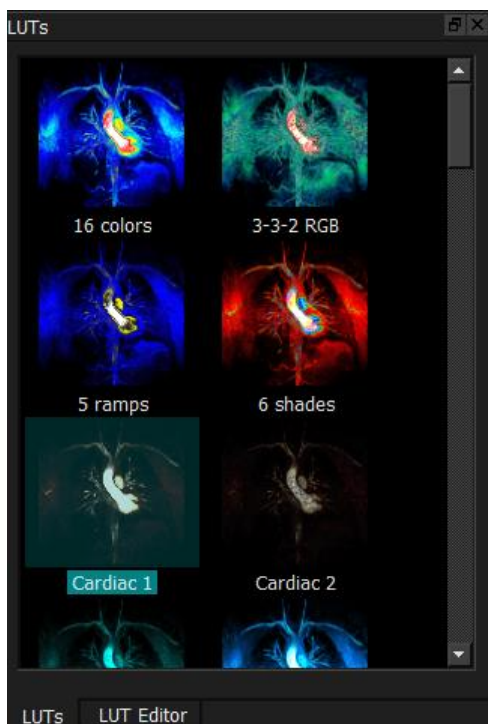 LUTs
16 colors
3-3-2 RGB
5 ramps
6 shades
Cardiac 1
Cardiac 2
LUTs
LUT Editor